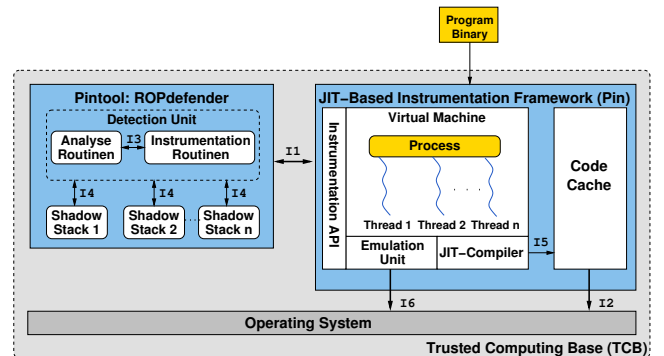 Program
Binary
Pintool: ROPdefender
Detection Unit
Analyse
Routinen
I3
Instrumentation
Routinen
I4
I4
I4
Shadow
Stack 1
Shadow
Stack 2
.....
Shadow
Stack n
I1
JIT-Based Instrumentation Framework (Pin)
Instrumentation API
Virtual Machine
Process
. . . . .
Thread 1
Thread 2
Thread n
Emulation
Unit
JIT-Compiler
I5
Code
Cache
I6
I2
Operating System
Trusted Computing Base (TCB)